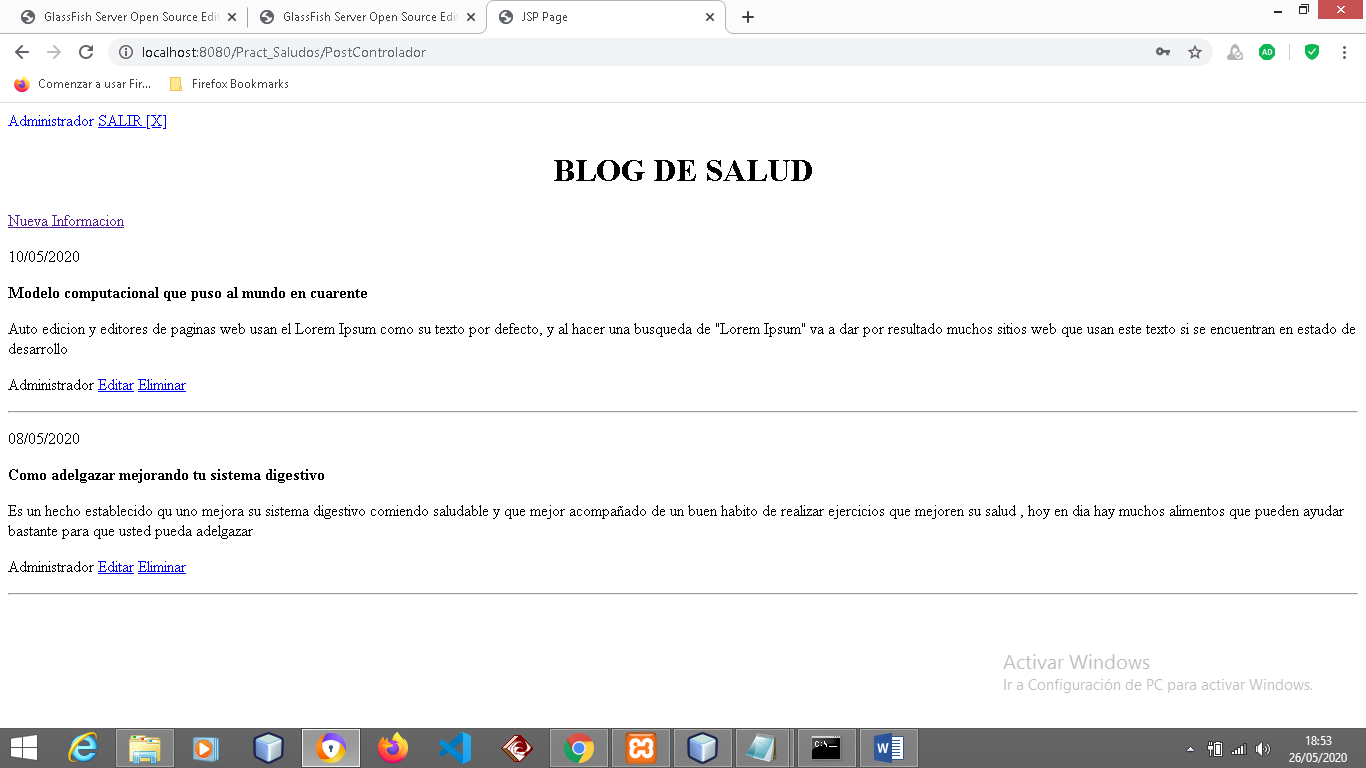 GlassFish Server Open Source Edi
GlassFish Server Open Source Edi
JSP Page
localhost:8080/Pract_Saludos/PostControlador
AD
Comenzar a usar Fir...
Firefox Bookmarks
Administrador SALIR [X]
BLOG DE SALUD
Nueva Informacion
10/05/2020
Modelo computacional que puso al mundo en cuarente
Auto edicion y editores de paginas web usan el Lorem Ipsum como su texto por defecto, y al hacer una busqueda de "Lorem Ipsum" va a dar por resultado muchos sitios web que usan este texto si se encuentran en estado de
desarrollo
Administrador Editar Eliminar
08/05/2020
Como adelgazar mejorando tu sistema digestivo
Es un hecho establecido qu uno mejora su sistema digestivo comiendo saludable y que mejor acompañado de un buen habito de realizar ejercicios que mejoren su salud , hoy en dia hay muchos alimentos que pueden ayudar
bastante para que usted pueda adelgazar
Administrador Editar Eliminar
Activar Windows
Ir a Configuración de PC para activar Windows.
C:\
18:53
26/05/2020